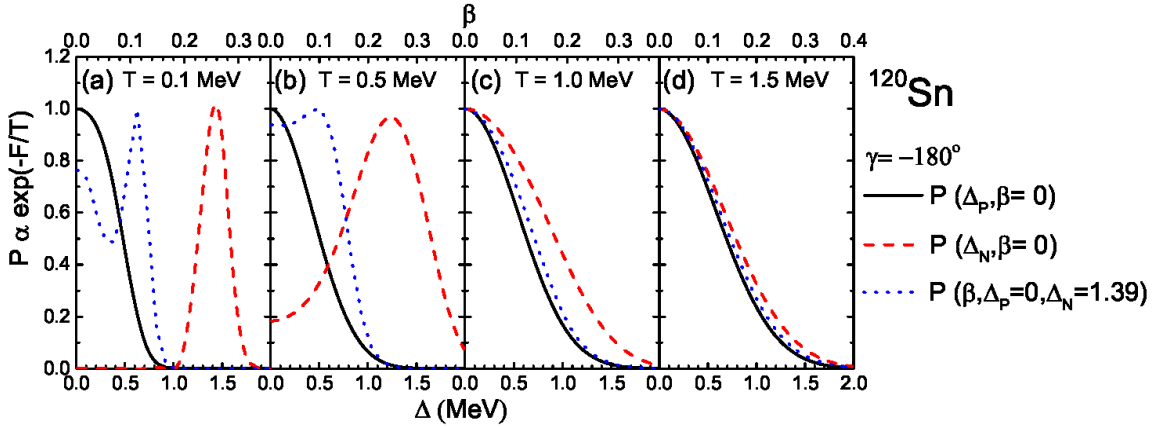 β
0.0 0.1 0.2 0.3 0.0 0.1 0.2 0.3 0.0 0.1 0.2 0.3 0.0 0.1 0.2 0.3 0.4
(a) T = 0.1 MeV
(b) T = 0.5 MeV
(c) T = 1.0 MeV
(d) T = 1.5 MeV
1.2
1.0
0.8
0.6
0.4
0.2
0.0
P α exp(-F/T)
0.0 0.5 1.0 1.5 0.0 0.5 1.0 1.5 0.0 0.5 1.0 1.5 0.0 0.5 1.0 1.5 2.0
Δ (MeV)
¹²⁰Sn
γ= −180°
P (Δ_P,β= 0)
P (Δ_N,β= 0)
P (β,Δ_P=0,Δ_N=1.39)